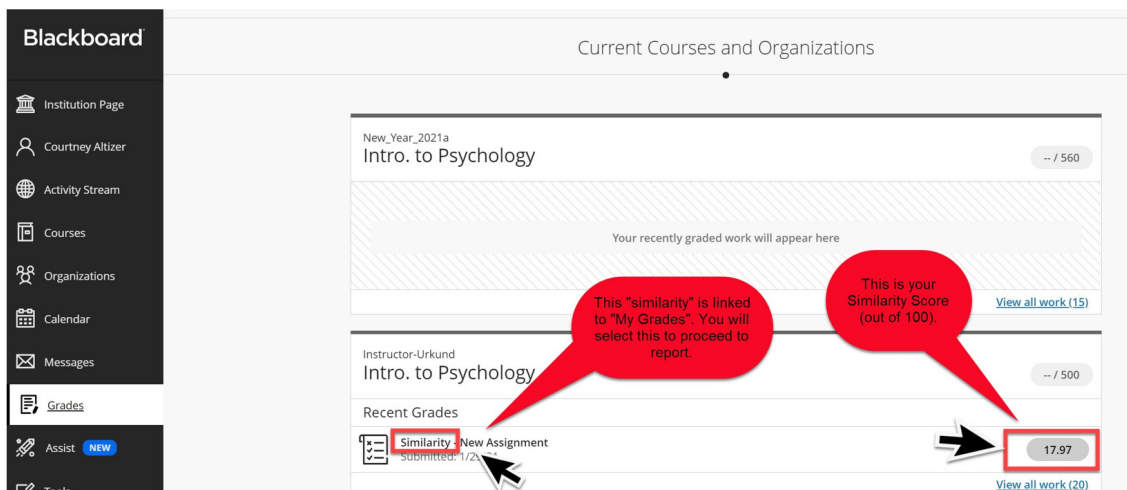 Blackboard
Current Courses and Organizations
Institution Page
Courtney Altizer
Activity Stream
Courses
Organizations
Calendar
Messages
Grades
Assist NEW
New_Year_2021a
Intro. to Psychology
-- / 560
Your recently graded work will appear here
This "similarity" is linked
to "My Grades". You will
select this to proceed to
report.
This is your
Similarity Score
(out of 100).
View all work (15)
Instructor-Urkund
Intro. to Psychology
-- / 500
Recent Grades
Similarity - New Assignment
Submitted:
17.97
View all work (20)